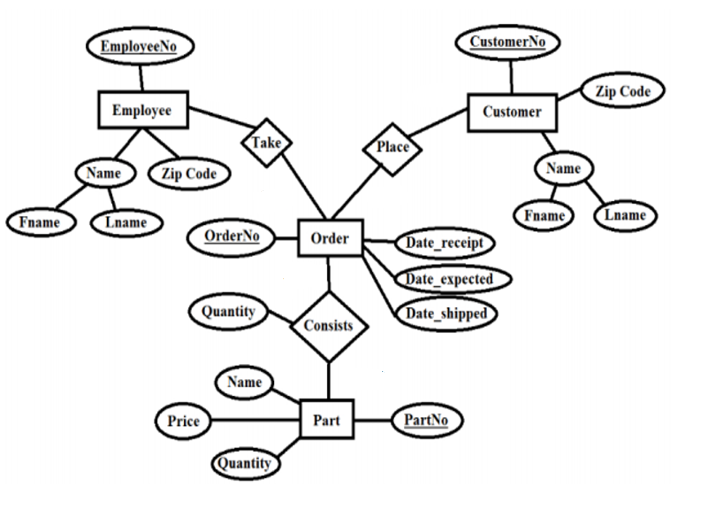 EmployeeNo
CustomerNo
Employee
Customer
Zip Code
Take
Place
Name
Zip Code
Name
Fname
Lname
Fname
Lname
OrderNo
Order
Date_receipt
Date_expected
Quantity
Date_shipped
Consists
Name
Price
Part
PartNo
Quantity